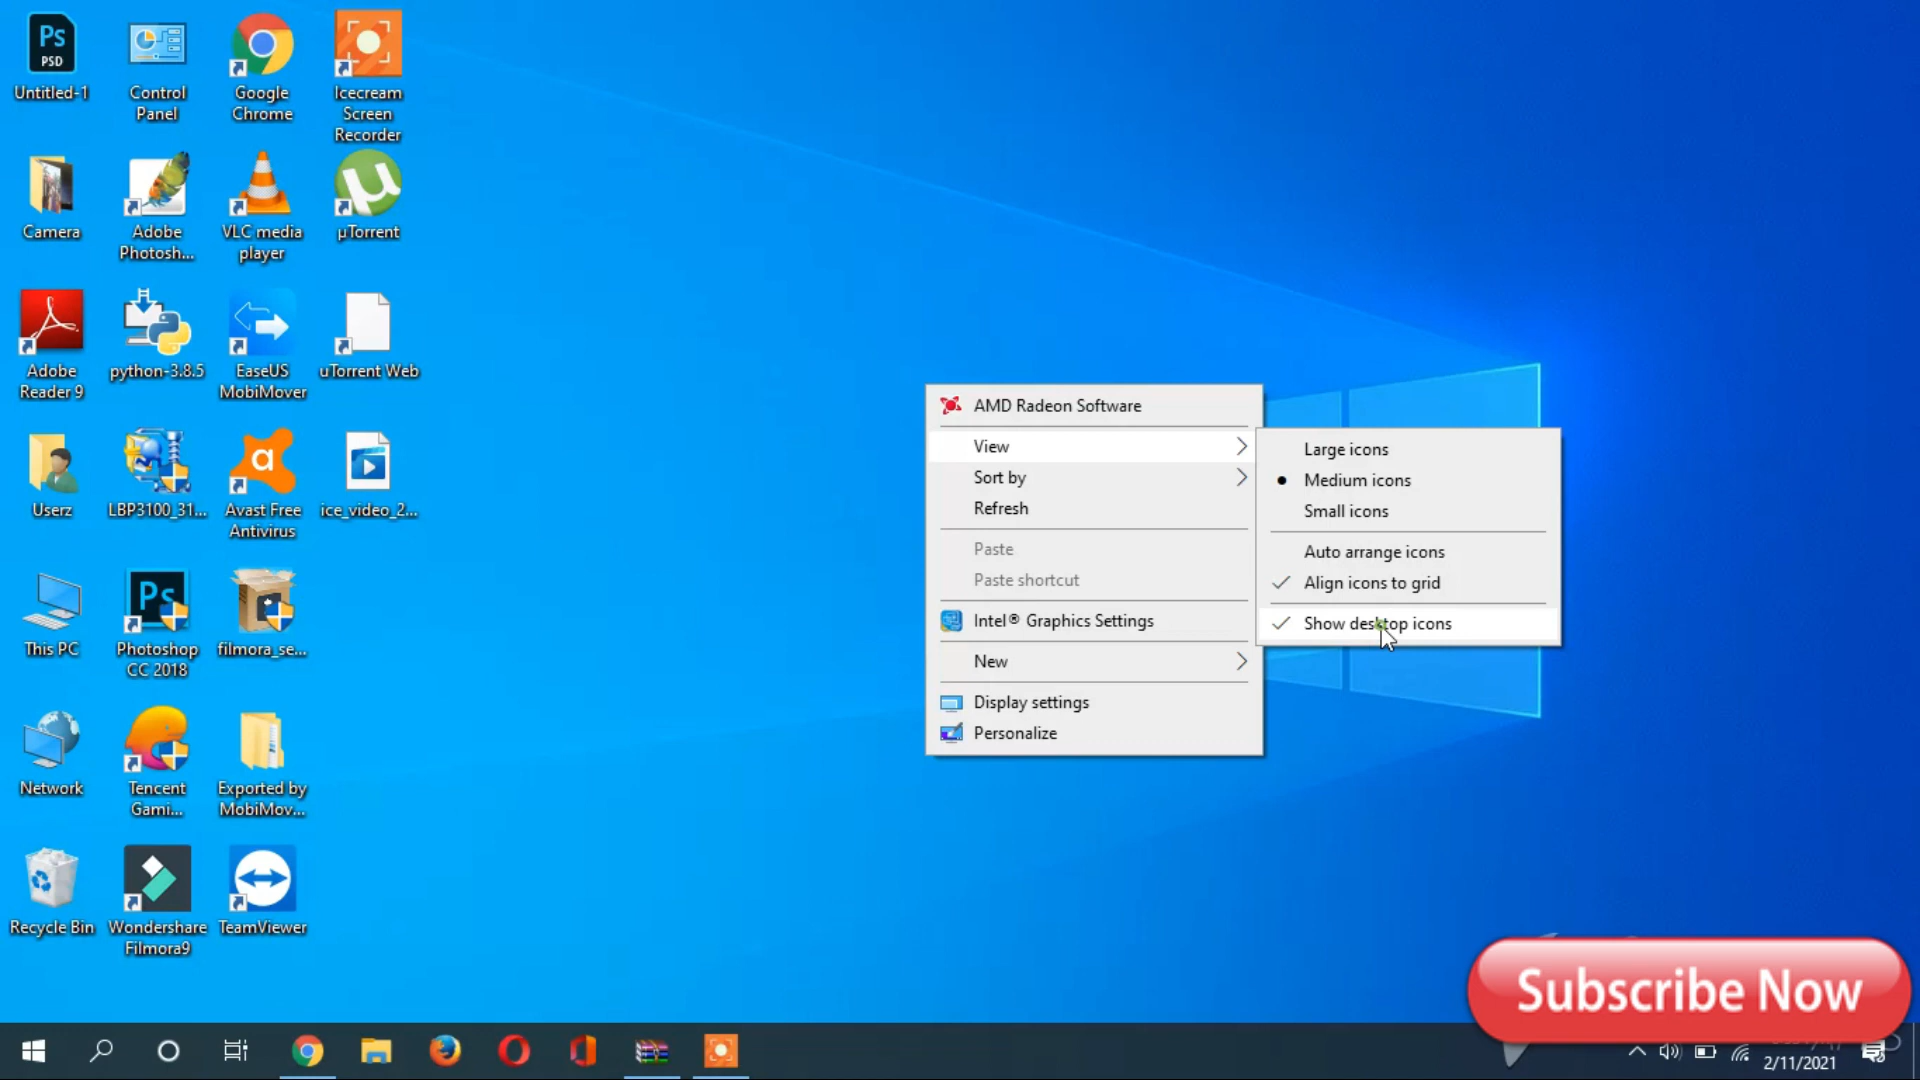 Ps
PSD
Untitled-1
Control
Panel
Google
Chrome
Icecream
Screen
Recorder
Camera
Adobe
Photosh...
VLC media
player
µ
µTorrent
Adobe
Reader 9
python-3.8.5
EaseUS
MobiMover
uTorrent Web
Userz
LBP3100_31...
a
Avast Free
Antivirus
ice_video_2...
This PC
Ps
Photoshop
CC 2018
filmora_se...
Network
Tencent
Gami...
Exported by
MobiMov...
Recycle Bin
Wondershare
Filmora9
TeamViewer
AMD Radeon Software
View
Sort by
Refresh
Paste
Paste shortcut
Intel® Graphics Settings
New
Display settings
Personalize
Large icons
Medium icons
Small icons
Auto arrange icons
Align icons to grid
Show desktop icons
Subscribe Now
2/11/2021